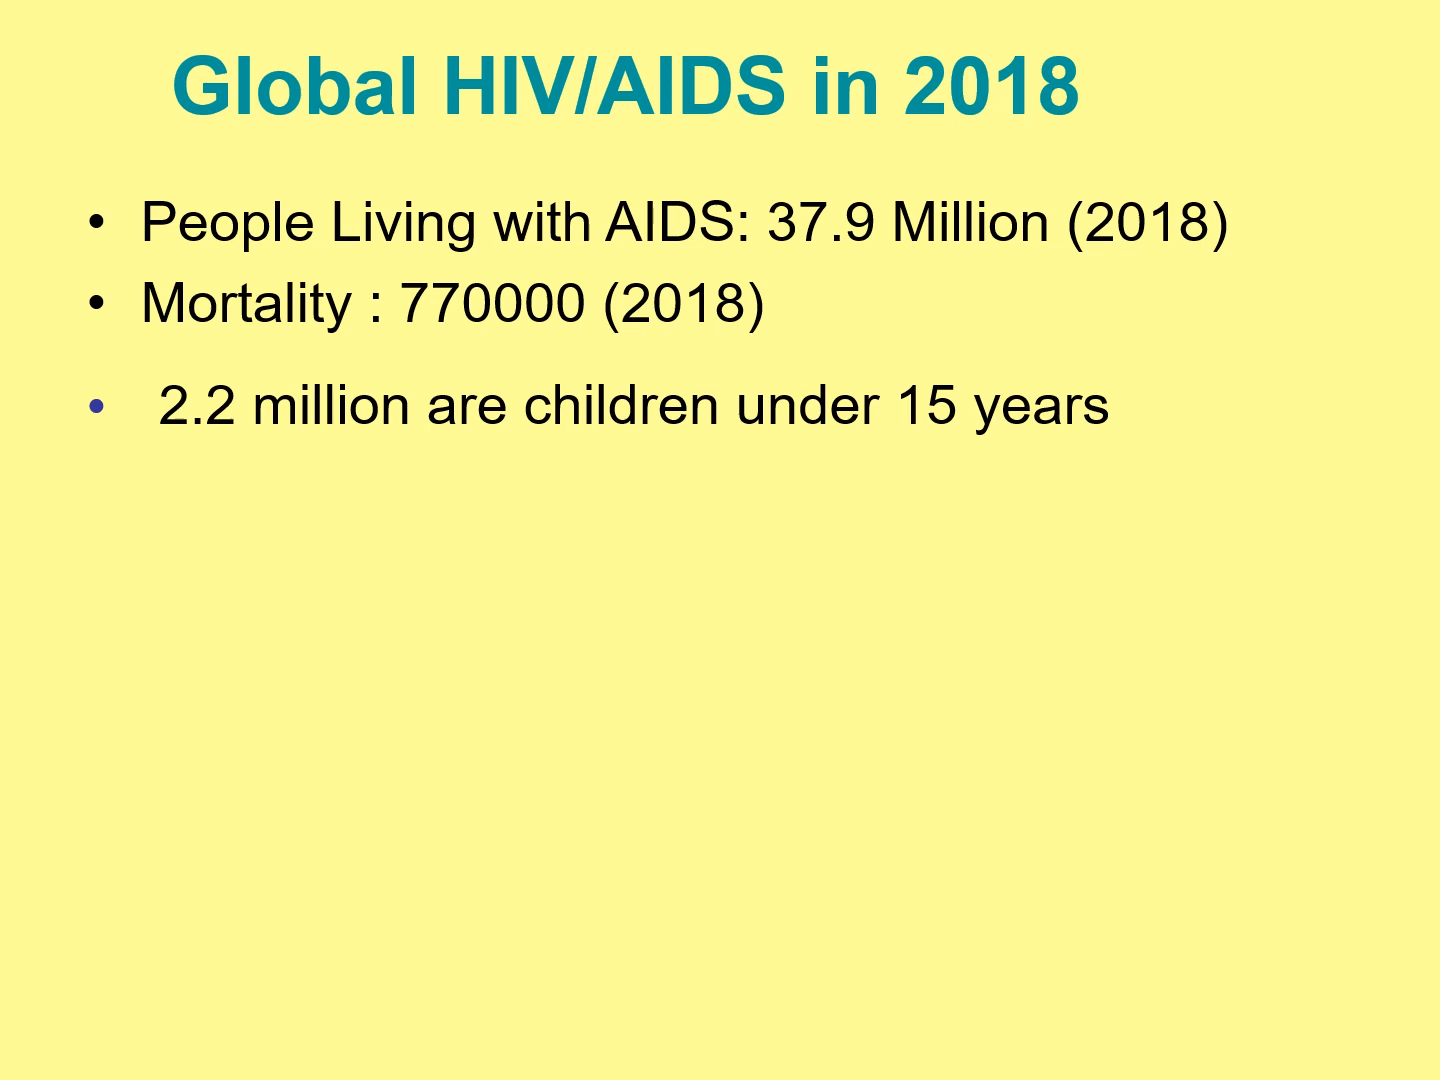 Global HIV/AIDS in 2018
• People Living with AIDS: 37.9 Million (2018)
• Mortality : 770000 (2018)
• 2.2 million are children under 15 years